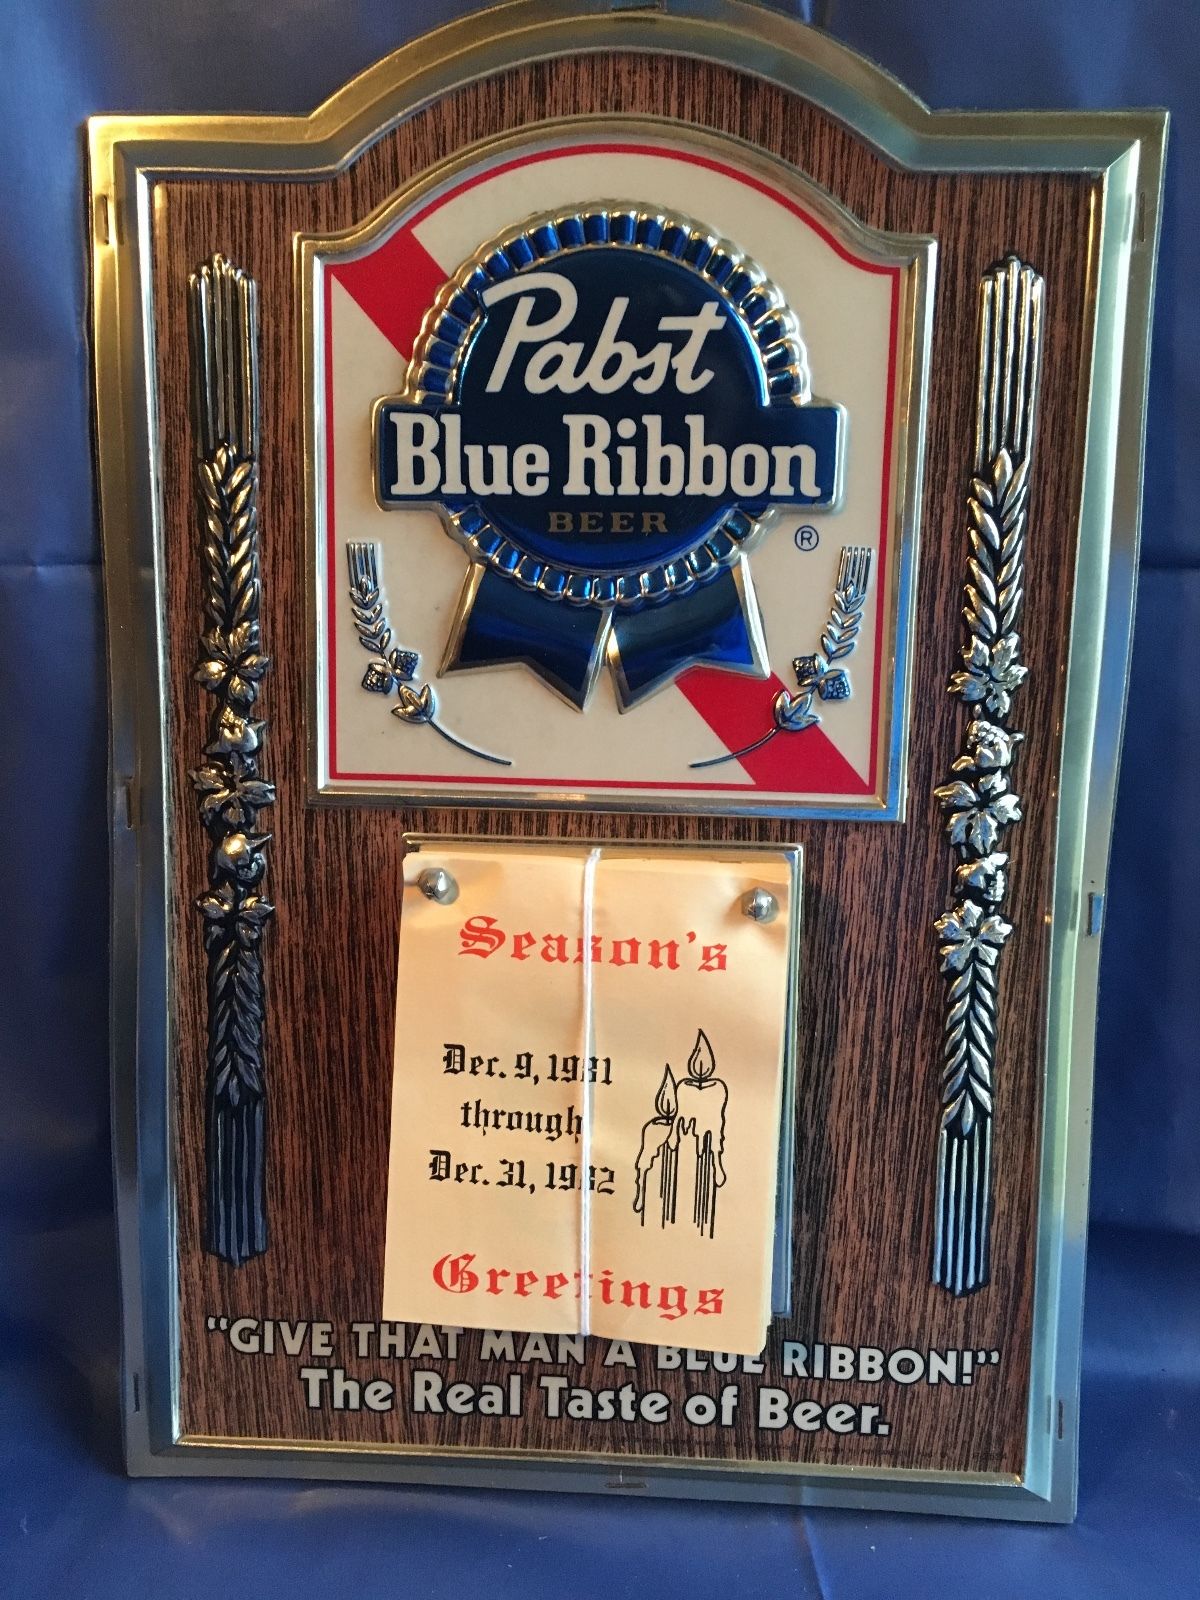 Pabst
Blue Ribbon
BEER
®
Season's
Dec. 9, 1981
through
Dec. 31, 1982
Greetings
"GIVE THAT MAN A BLUE RIBBON!"
The Real Taste of Beer.